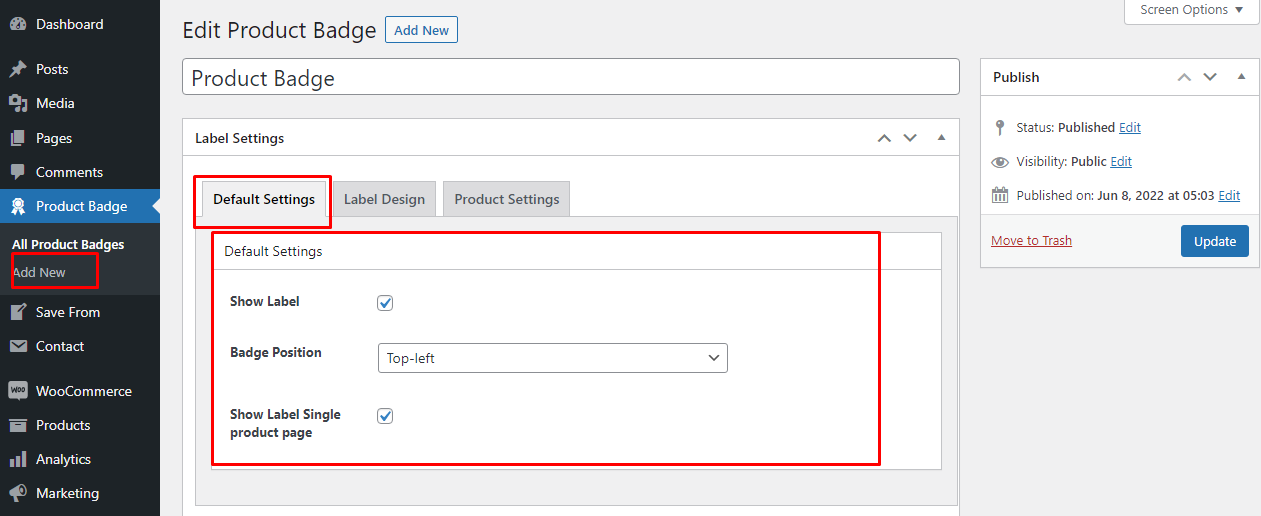 Dashboard
Posts
Media
Pages
Comments
Product Badge
All Product Badges
Add New
Save From
Contact
WooCommerce
Products
Analytics
Marketing
Screen Options
Edit Product Badge Add New
Product Badge
Label Settings
Default Settings Label Design Product Settings
Default Settings
Show Label
Badge Position Top-left
Show Label Single
product page
Publish
Status: Published Edit
Visibility: Public Edit
Published on: Jun 8, 2022 at 05:03 Edit
Move to Trash Update